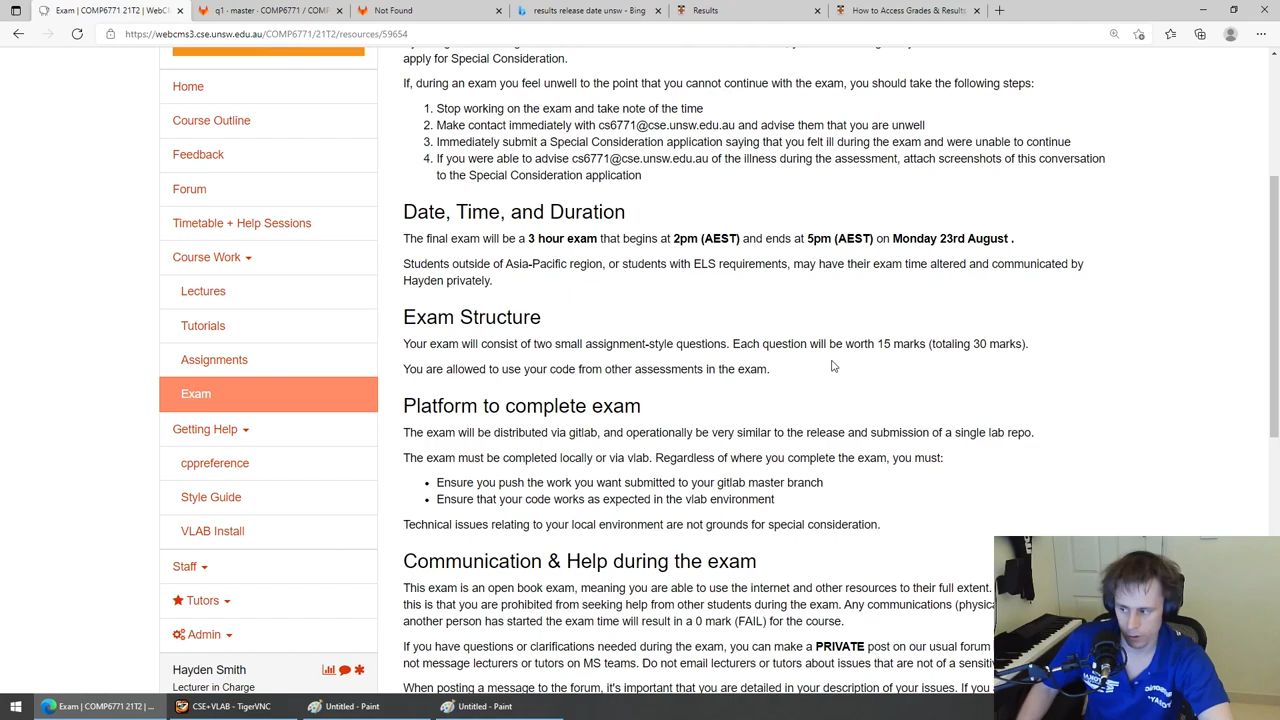 Exam | COMP6771 21T2 | WebC
q1 · master · COMP6771 / COMP
Not Found
results release date unsw - Bing
Results
How to Access Grades & Results
https://webcms3.cse.unsw.edu.au/COMP6771/21T2/resources/59654
Home
Course Outline
Feedback
Forum
Timetable + Help Sessions
Course Work
Lectures
Tutorials
Assignments
Exam
Getting Help
cppreference
Style Guide
VLAB Install
Staff
Tutors
Admin
Hayden Smith
Lecturer in Charge
apply for Special Consideration.
If, during an exam you feel unwell to the point that you cannot continue with the exam, you should take the following steps:
1. Stop working on the exam and take note of the time
2. Make contact immediately with cs6771@cse.unsw.edu.au and advise them that you are unwell
3. Immediately submit a Special Consideration application saying that you felt ill during the exam and were unable to continue
4. If you were able to advise cs6771@cse.unsw.edu.au of the illness during the assessment, attach screenshots of this conversation
to the Special Consideration application
Date, Time, and Duration
The final exam will be a 3 hour exam that begins at 2pm (AEST) and ends at 5pm (AEST) on Monday 23rd August .
Students outside of Asia-Pacific region, or students with ELS requirements, may have their exam time altered and communicated by
Hayden privately.
Exam Structure
Your exam will consist of two small assignment-style questions. Each question will be worth 15 marks (totaling 30 marks).
You are allowed to use your code from other assessments in the exam.
Platform to complete exam
The exam will be distributed via gitlab, and operationally be very similar to the release and submission of a single lab repo.
The exam must be completed locally or via vlab. Regardless of where you complete the exam, you must:
• Ensure you push the work you want submitted to your gitlab master branch
• Ensure that your code works as expected in the vlab environment
Technical issues relating to your local environment are not grounds for special consideration.
Communication & Help during the exam
This exam is an open book exam, meaning you are able to use the internet and other resources to their full extent.
this is that you are prohibited from seeking help from other students during the exam. Any communications (physica
another person has started the exam time will result in a 0 mark (FAIL) for the course.
If you have questions or clarifications needed during the exam, you can make a PRIVATE post on our usual forum
not message lecturers or tutors on MS teams. Do not email lecturers or tutors about issues that are not of a sensiti
When posting a message to the forum, it's important that you are detailed in your description of your issues. If you
Exam | COMP6771 21T2 | ...
CSE+VLAB - TigerVNC
Untitled - Paint
Untitled - Paint